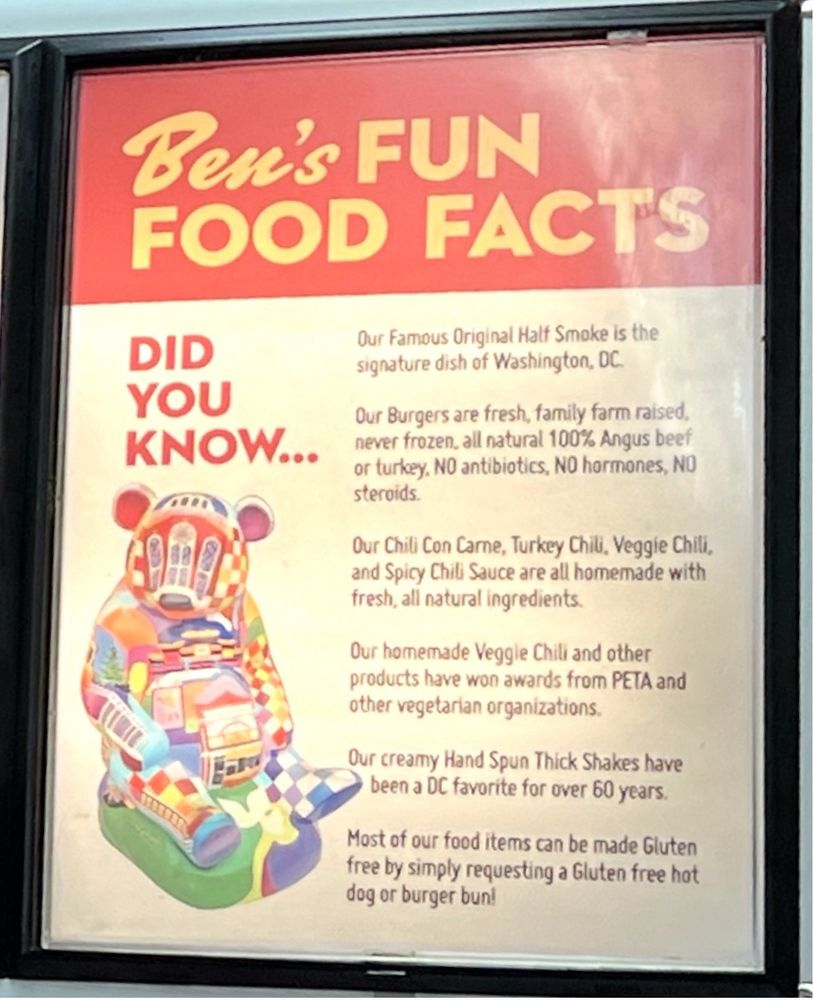 Ben's FUN
FOOD FACTS
DID
YOU
KNOW...
Our Famous Original Half Smoke is the
signature dish of Washington, DC.
Our Burgers are fresh, family farm raised,
never frozen, all natural 100% Angus beef
or turkey, NO antibiotics, NO hormones, NO
steroids.
Our Chili Con Carne, Turkey Chili, Veggie Chili,
and Spicy Chili Sauce are all homemade with
fresh, all natural ingredients.
Our homemade Veggie Chili and other
products have won awards from PETA and
other vegetarian organizations.
Our creamy Hand Spun Thick Shakes have
been a DC favorite for over 60 years.
Most of our food items can be made Gluten
free by simply requesting a Gluten free hot
dog or burger bun!